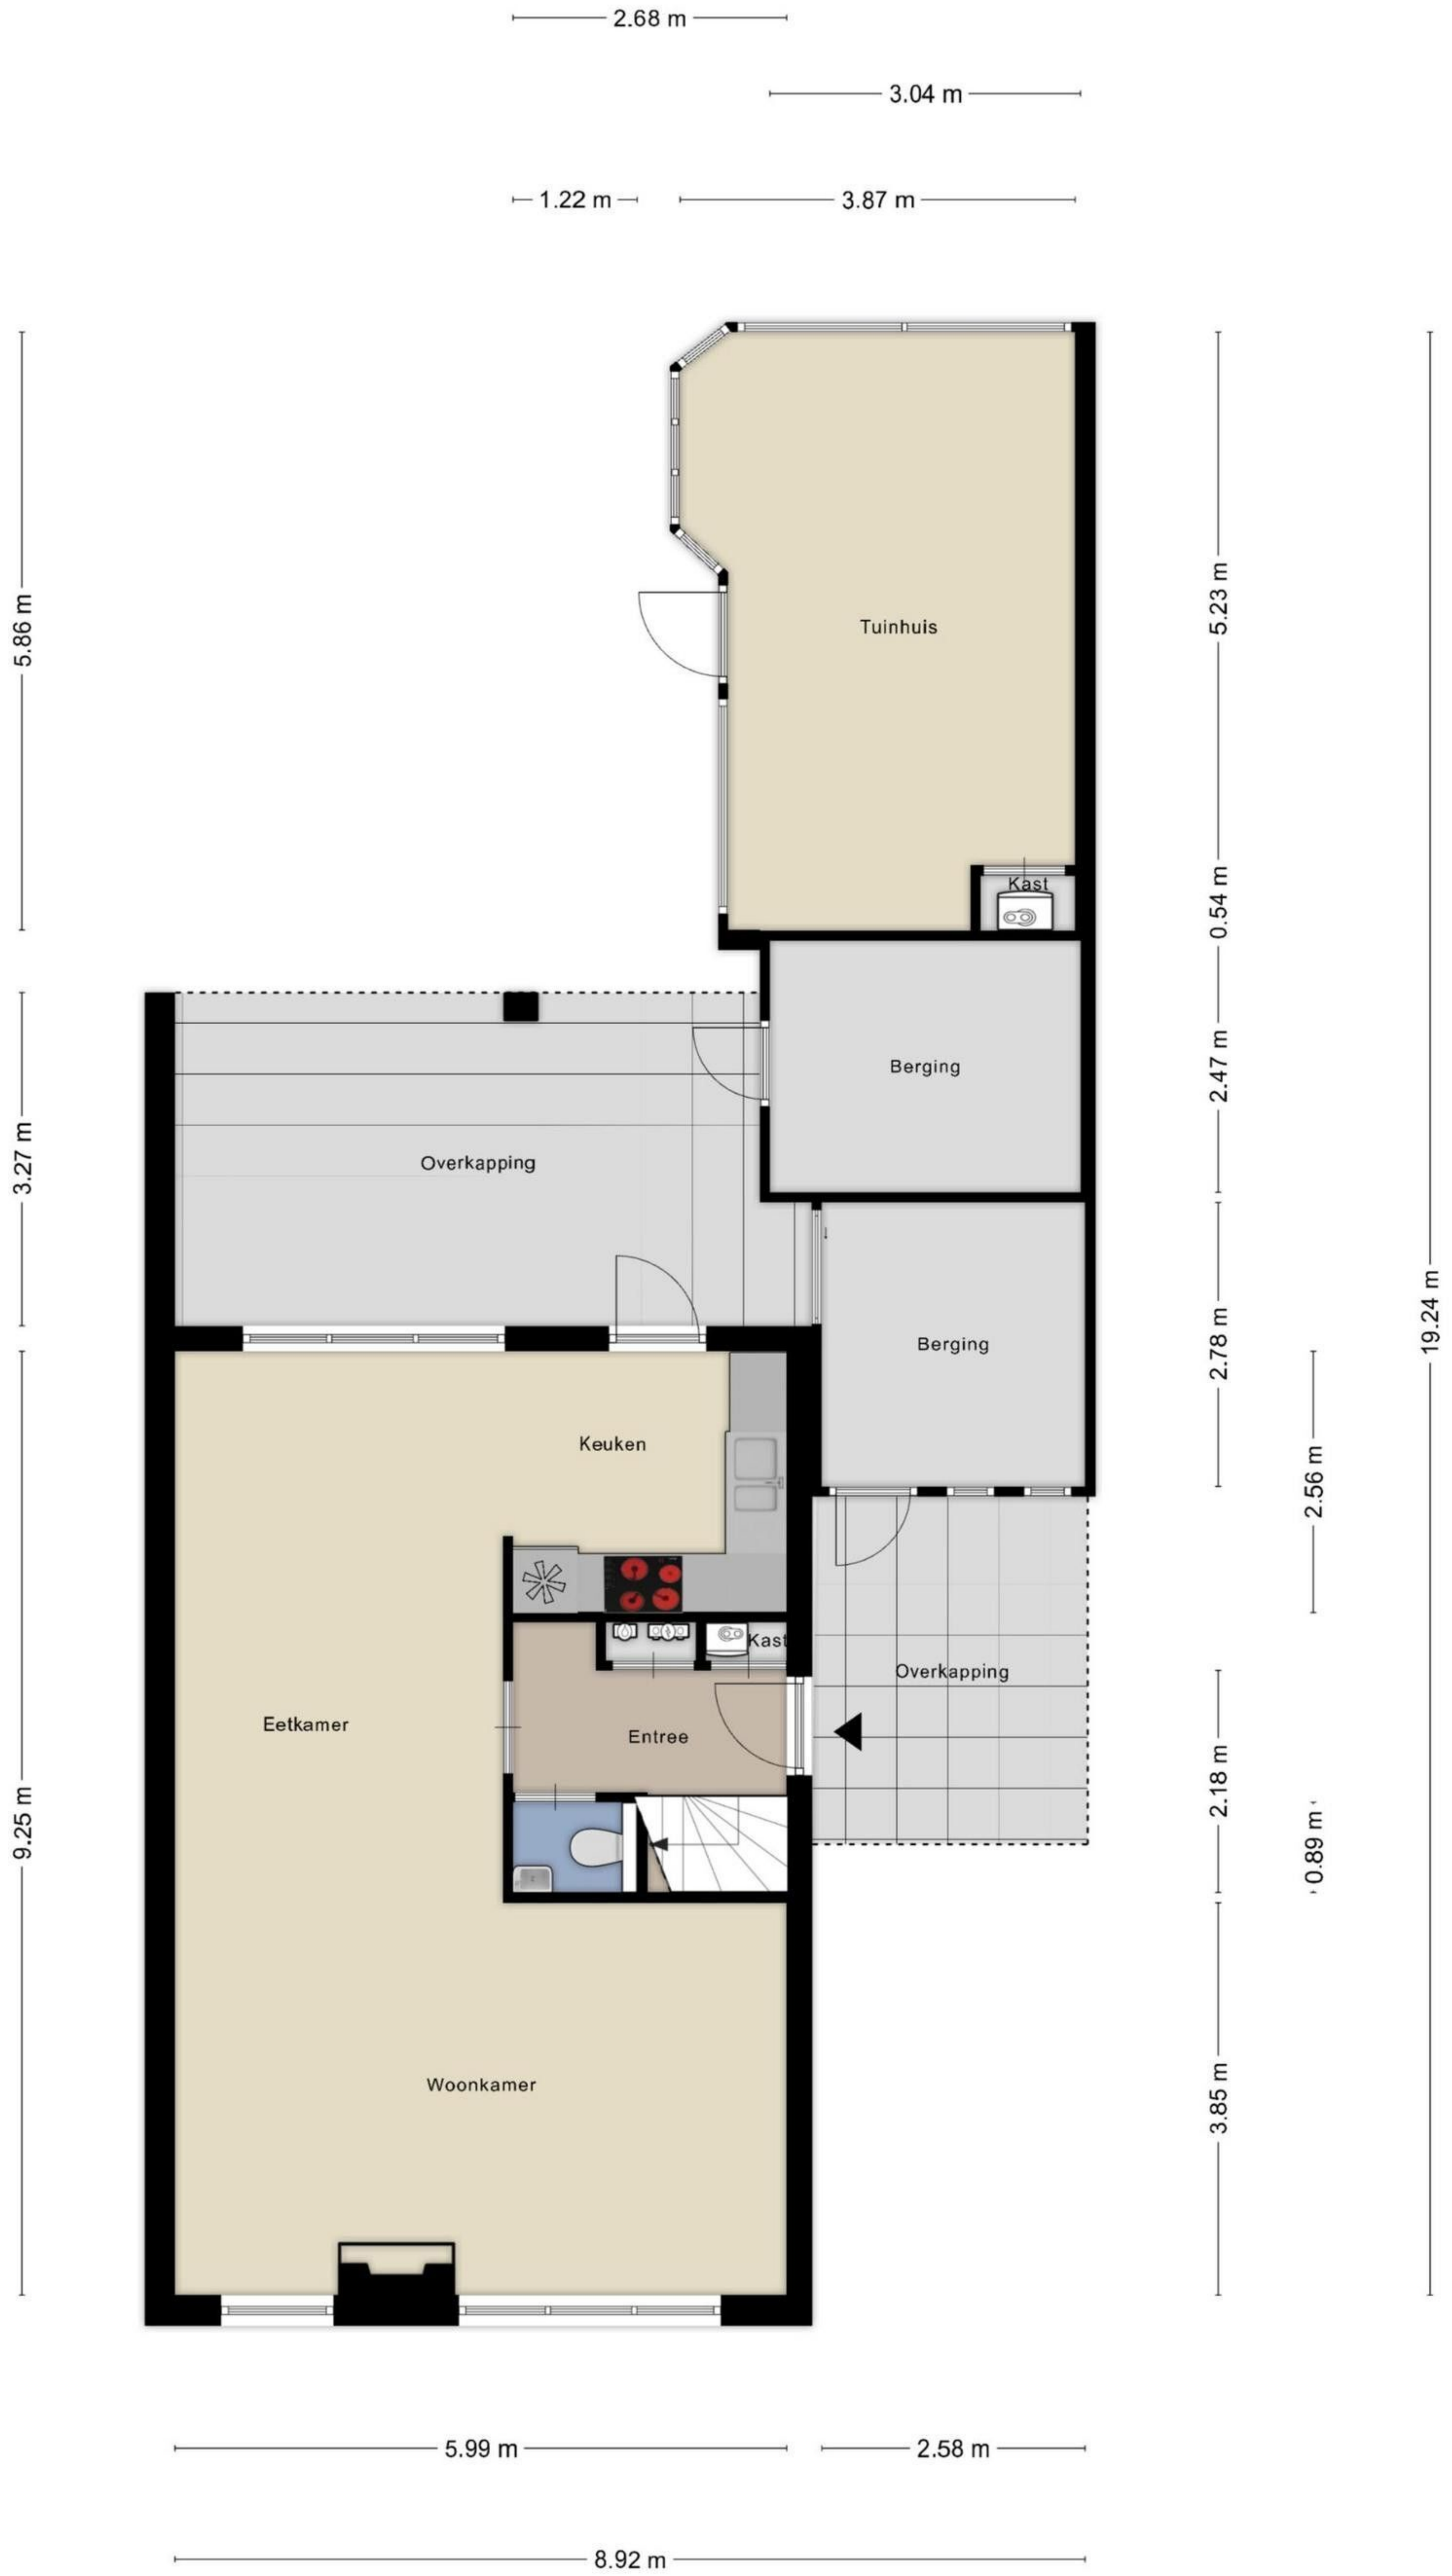 2.68 m
3.04 m
1.22 m
3.87 m
5.86 m
5.23 m
Tuinhuis
Kast
0.54 m
Berging
2.47 m
Overkapping
3.27 m
Berging
2.78 m
19.24 m
Keuken
2.56 m
Kast
Overkapping
Eetkamer
Entree
2.18 m
9.25 m
0.89 m
Woonkamer
3.85 m
5.99 m
2.58 m
8.92 m